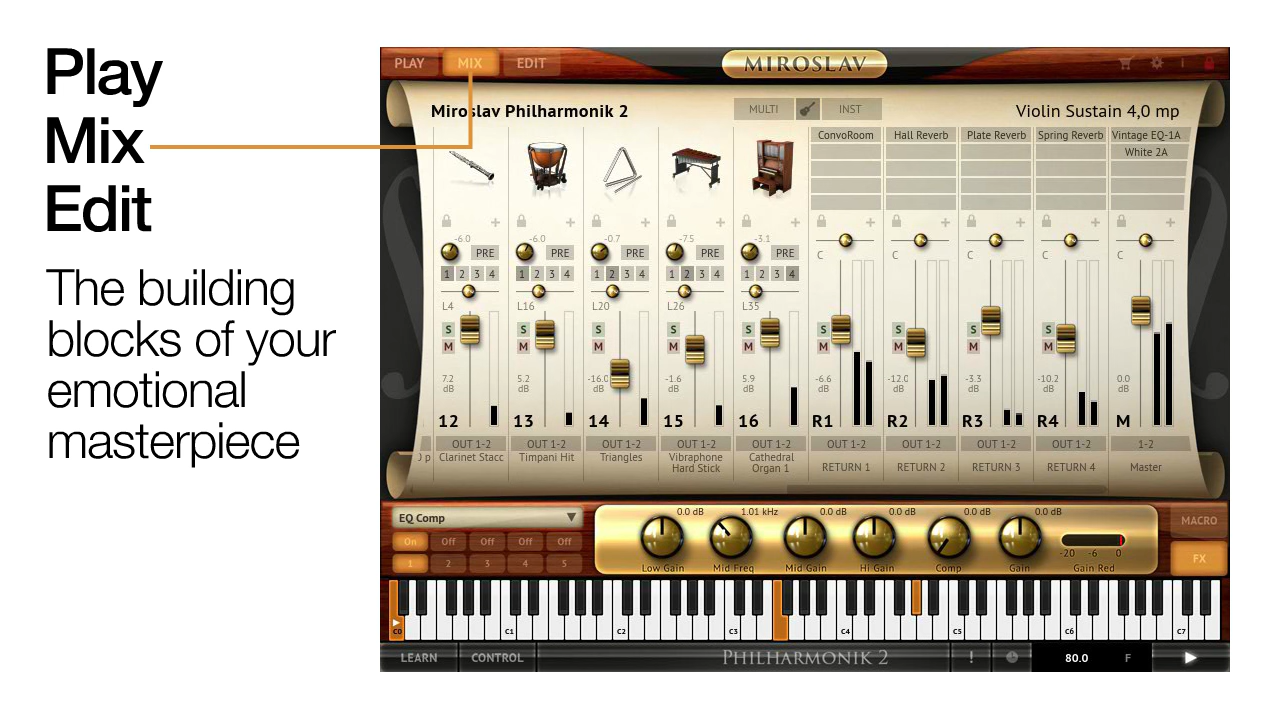 Play
Mix
Edit
The building
blocks of your
emotional
masterpiece
PLAY MIX EDIT MIROSLAV
Miroslav Philharmonik 2 MULTI INST Violin Sustain 4,0 mp
ConvoRoom Hall Reverb Plate Reverb Spring Reverb Vintage EQ-1A
White 2A
-6.0 -6.0 -0.7 -7.5 -3.1
PRE PRE PRE PRE PRE
C C C C C
1 2 3 4 1 2 3 4 1 2 3 4 1 2 3 4 1 2 3 4
L4 L16 L20 L26 L35
S S S S S S S S S
M M M M M M M M M
7.2 5.2 -16.0 -1.6 5.9 -6.6 -12.0 -3.3 -10.2 0.0
dB dB dB dB dB dB dB dB dB dB
12 13 14 15 16 R1 R2 R3 R4 M
OUT 1-2 OUT 1-2 OUT 1-2 OUT 1-2 OUT 1-2 OUT 1-2 OUT 1-2 OUT 1-2 OUT 1-2 1-2
J p Clarinet Stacc Timpani Hit Triangles Vibraphone Cathedral
Hard Stick Organ 1 RETURN 1 RETURN 2 RETURN 3 RETURN 4 Master
0.0 dB 1.01 kHz 0.0 dB 0.0 dB 0.0 dB 0.0 dB
EQ Comp MACRO
On Off Off Off Off
-20 -6 0
1 2 3 4 5 FX
Low Gain Mid Freq Mid Gain Hi Gain Comp Gain Gain Red
C0 C1 C2 C3 C4 C5 C6 C7
LEARN CONTROL PHILHARMONIK 2 ! 80.0 F